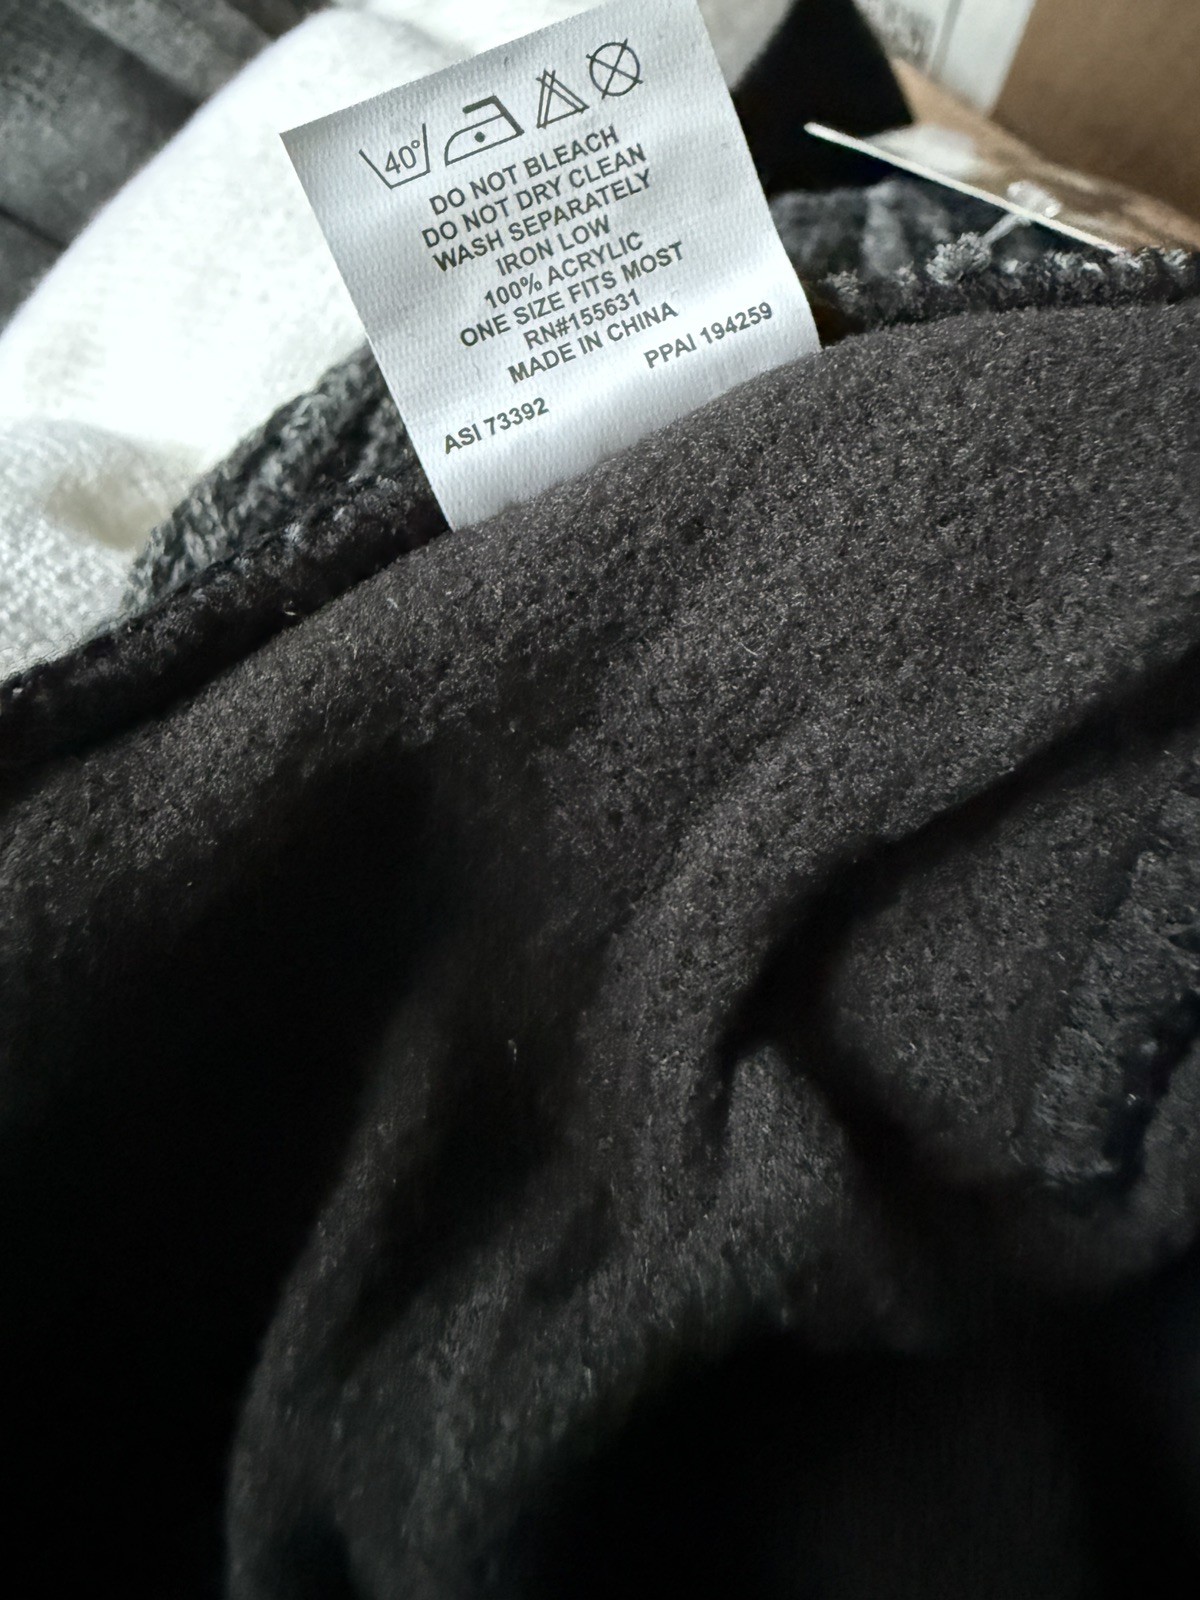 40°
DO NOT BLEACH
DO NOT DRY CLEAN
WASH SEPARATELY
IRON LOW
100% ACRYLIC
ONE SIZE FITS MOST
RN#155631
MADE IN CHINA
PPAI 194259
ASI 73392